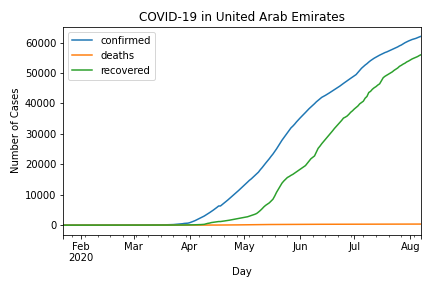 COVID-19 in United Arab Emirates
confirmed
deaths
recovered
Number of Cases
60000
50000
40000
30000
20000
10000
0
Feb Mar Apr May Jun Jul Aug
2020
Day